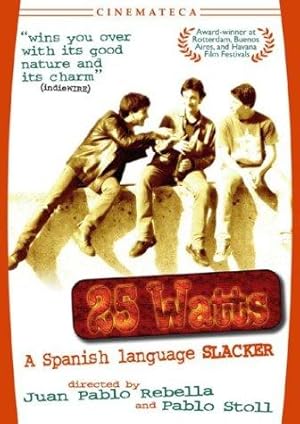 CINEMATECA
"wins you over
with its good
nature and
its charm"
(indieWIRE)
Award-winner at
Rotterdam, Buenos
Aires, and Havana
Film Festivals
25 Watts
A Spanish language SLACKER
directed by
Juan Pablo Rebella
and Pablo Stoll